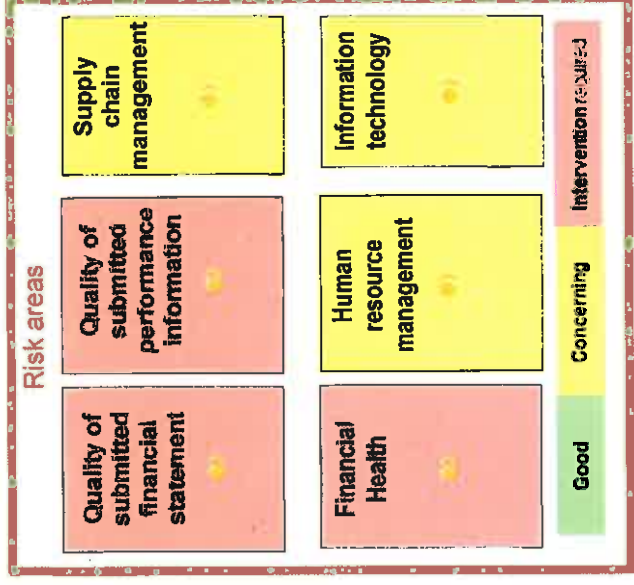 Risk areas
Quality of
submitted
financial
statement
Quality of
submitted
performance
information
Supply
chain
management
Financial
Health
Human
resource
management
Information
technology
Good
Concerning
Intervention required